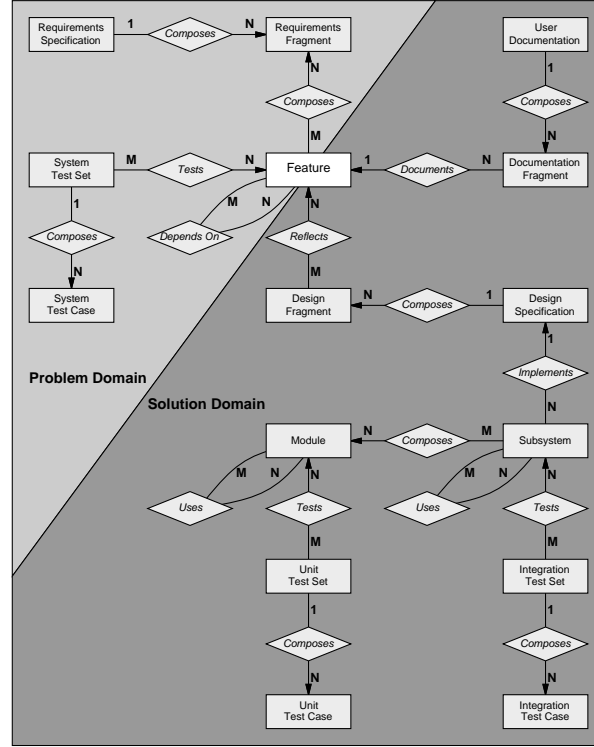 Requirements
Specification
1
Composes
N
Requirements
Fragment
User
Documentation
N
Composes
M
1
Composes
N
System
Test Set
M
Tests
N
Feature
1
Documents
N
Documentation
Fragment
1
Composes
N
M
N
Depends On
N
Reflects
M
System
Test Case
Design
Fragment
N
Composes
1
Design
Specification
1
Implements
N
Problem Domain
Solution Domain
Module
N
Composes
M
Subsystem
M
N
Uses
N
Tests
M
M
N
Uses
N
Tests
M
Unit
Test Set
Integration
Test Set
1
Composes
N
1
Composes
N
Unit
Test Case
Integration
Test Case